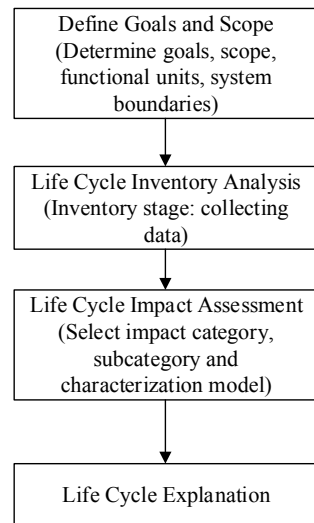 Define Goals and Scope
(Determine goals, scope,
functional units, system
boundaries)
Life Cycle Inventory Analysis
(Inventory stage: collecting
data)
Life Cycle Impact Assessment
(Select impact category,
subcategory and
characterization model)
Life Cycle Explanation